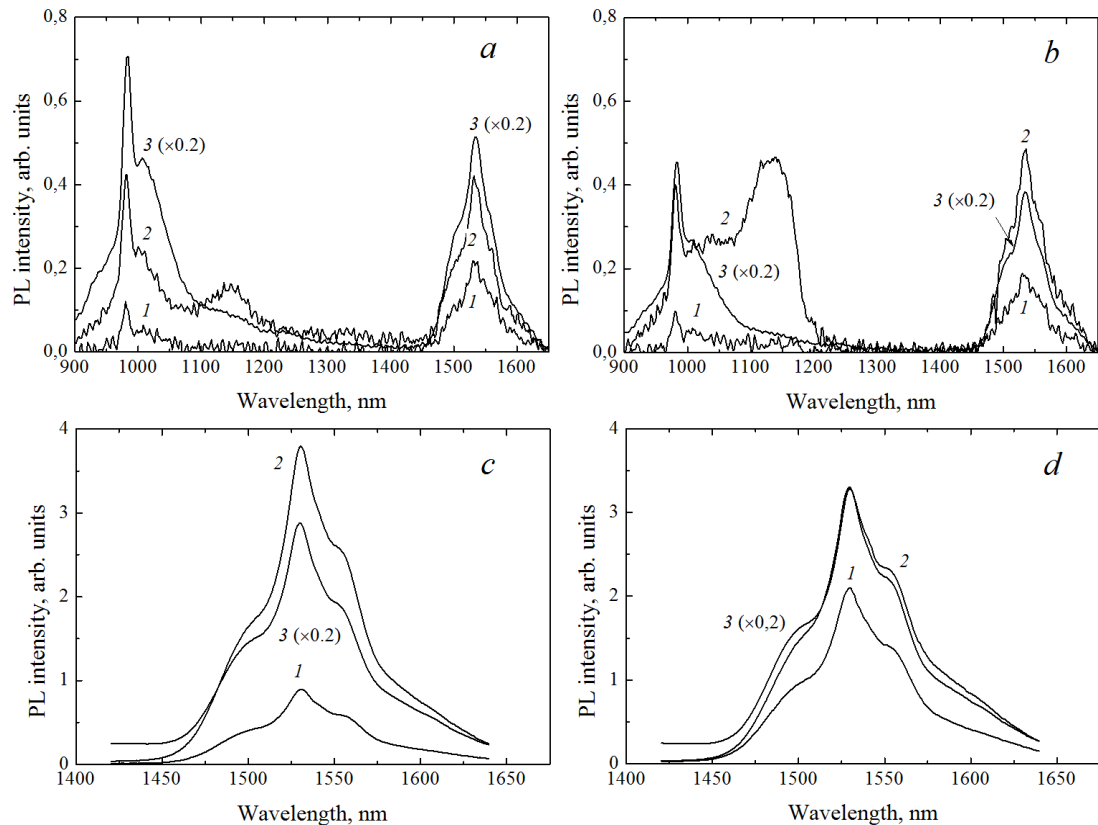 a
PL intensity, arb. units
0,8
0,6
0,4
0,2
0,0
3 (×0.2)
2
1
3 (×0.2)
2
1
900 1000 1100 1200 1300 1400 1500 1600
Wavelength, nm
b
PL intensity, arb. units
0,8
0,6
0,4
0,2
0,0
2
3 (×0.2)
1
2
3 (×0.2)
1
900 1000 1100 1200 1300 1400 1500 1600
Wavelength, nm
c
PL intensity, arb. units
4
3
2
1
0
2
3 (×0.2)
1
1400 1450 1500 1550 1600 1650
Wavelength, nm
d
PL intensity, arb. units
4
3
2
1
0
1
2
3 (×0,2)
1400 1450 1500 1550 1600 1650
Wavelength, nm